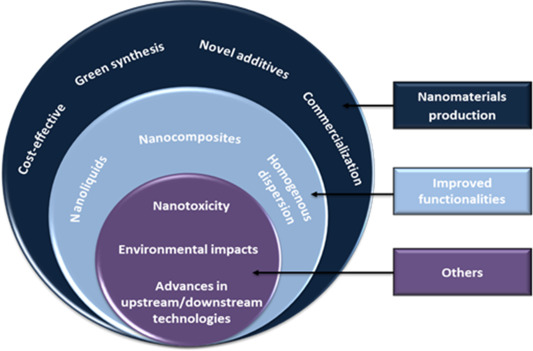 Cost-effective
Green synthesis
Novel additives
Commercialization
Nanoliquids
Nanocomposites
Homogenous
dispersion
Nanotoxicity
Environmental impacts
Advances in
upstream/downstream
technologies
Nanomaterials
production
Improved
functionalities
Others